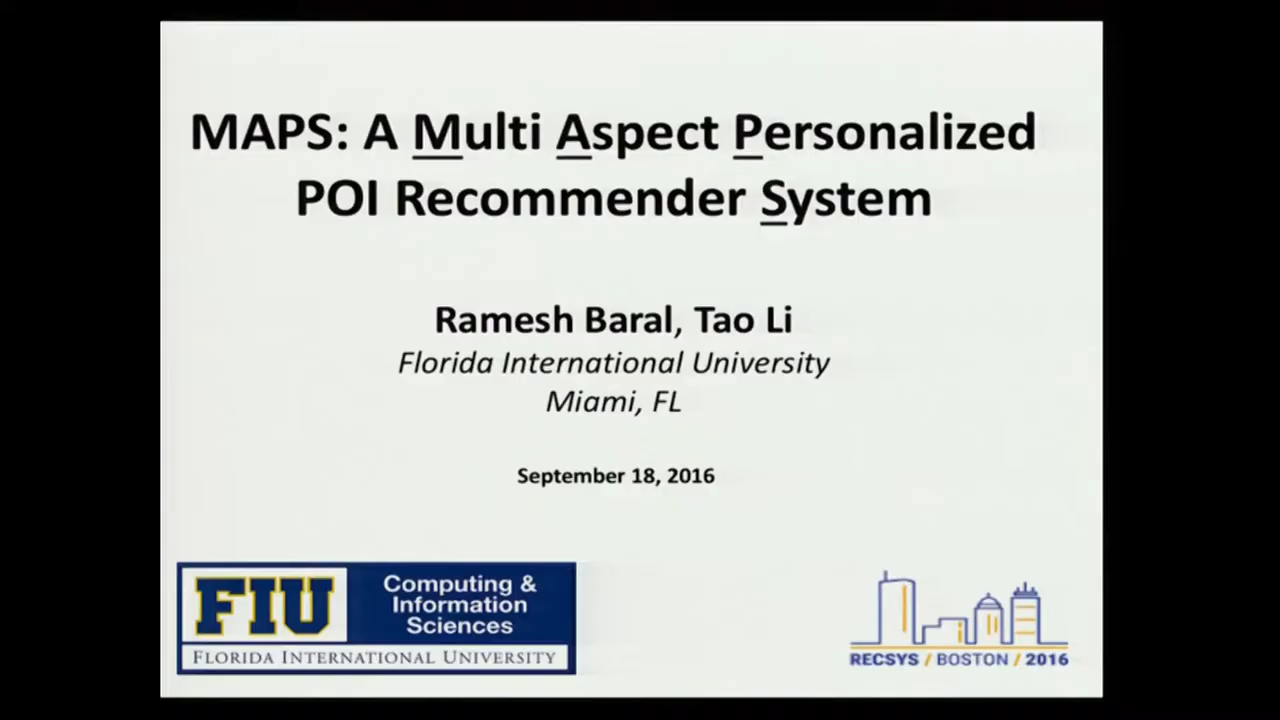 MAPS: A Multi Aspect Personalized
POI Recommender System
Ramesh Baral, Tao Li
Florida International University
Miami, FL
September 18, 2016
FIU
Computing &
Information
Sciences
FLORIDA INTERNATIONAL UNIVERSITY
RECSYS / BOSTON / 2016